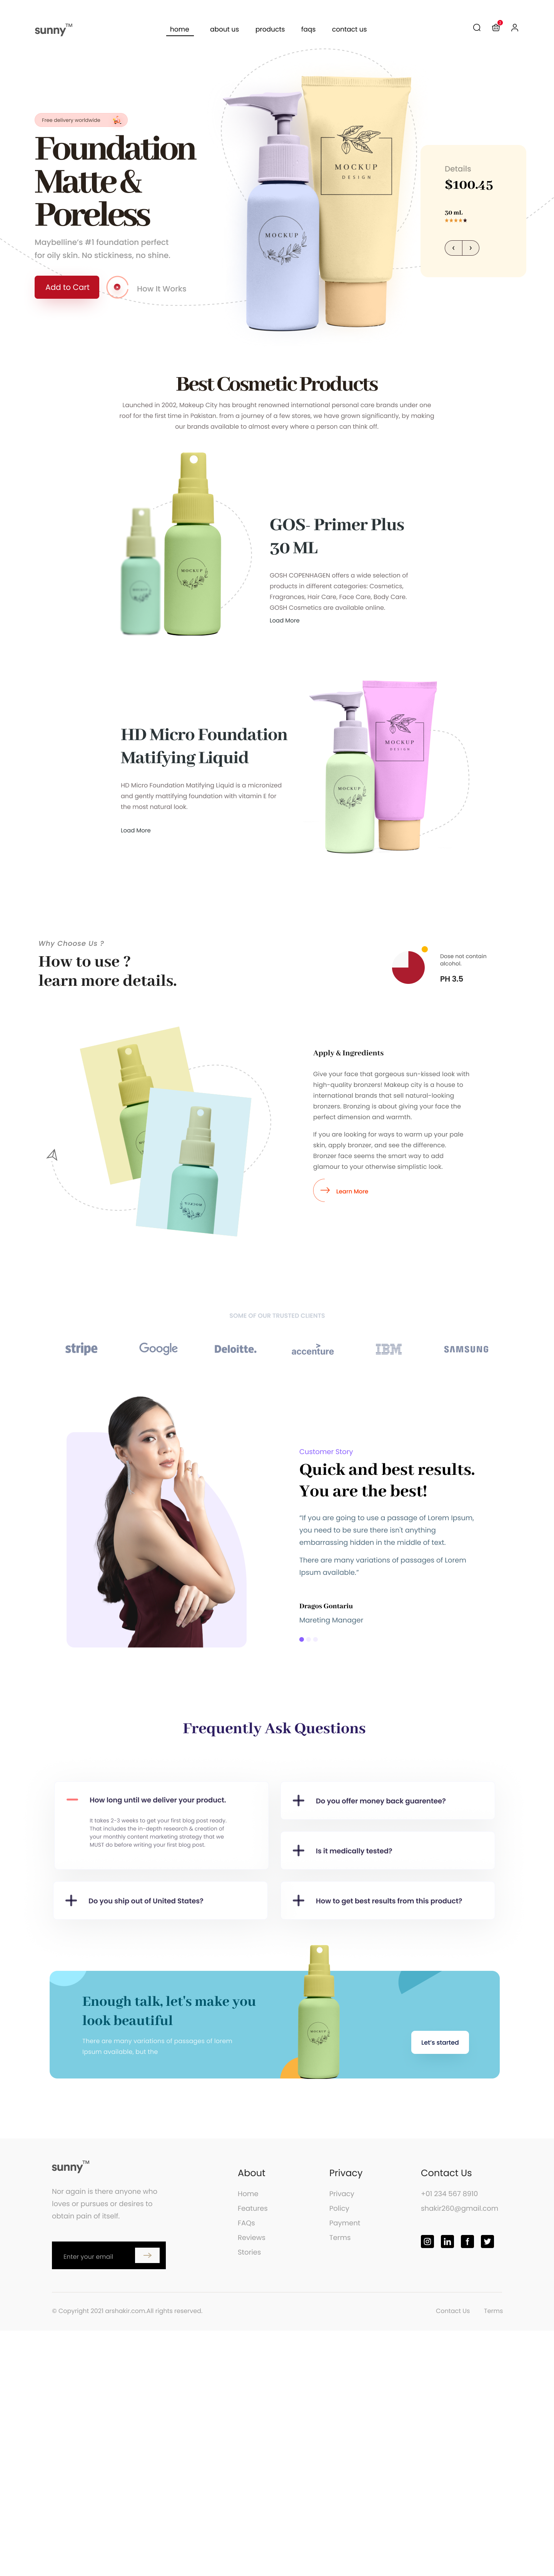 sunny™
home about us products faqs contact us
Free delivery worldwide
Foundation
Matte &
Poreless
Maybelline's #1 foundation perfect
for oily skin. No stickiness, no shine.
Add to Cart
How It Works
MOCKUP
DESIGN
MOCKUP
Details
$100.45
30 ml.
Best Cosmetic Products
Launched in 2002, Makeup City has brought renowned international personal care brands under one
roof for the first time in Pakistan. from a journey of a few stores, we have grown significantly, by making
our brands available to almost every where a person can think off.
MOCKUP
MOCKUP
GOS- Primer Plus
30 ML
GOSH COPENHAGEN offers a wide selection of
products in different categories: Cosmetics,
Fragrances, Hair Care, Face Care, Body Care.
GOSH Cosmetics are available online.
Load More
HD Micro Foundation
Matifying Liquid
HD Micro Foundation Matifying Liquid is a micronized
and gently mattifying foundation with vitamin E for
the most natural look.
Load More
MOCKUP
DESIGN
MOCKUP
Why Choose Us ?
How to use ?
learn more details.
Dose not contain
alcohol.
PH 3.5
Apply & Ingredients
Give your face that gorgeous sun-kissed look with
high-quality bronzers! Makeup city is a house to
international brands that sell natural-looking
bronzers. Bronzing is about giving your face the
perfect dimension and warmth.
If you are looking for ways to warm up your pale
skin, apply bronzer, and see the difference.
Bronzer face seems the smart way to add
glamour to your otherwise simplistic look.
Learn More
SOME OF OUR TRUSTED CLIENTS
stripe Google Deloitte. accenture IBM SAMSUNG
Customer Story
Quick and best results.
You are the best!
"If you are going to use a passage of Lorem Ipsum,
you need to be sure there isn't anything
embarrassing hidden in the middle of text.
There are many variations of passages of Lorem
Ipsum available."
Dragos Gontariu
Mareting Manager
Frequently Ask Questions
How long until we deliver your product.
It takes 2-3 weeks to get your first blog post ready.
That includes the in-depth research & creation of
your monthly content marketing strategy that we
MUST do before writing your first blog post.
Do you ship out of United States?
Do you offer money back guarentee?
Is it medically tested?
How to get best results from this product?
Enough talk, let's make you
look beautiful
There are many variations of passages of lorem
Ipsum available, but the
MOCKUP
Let's started
sunny™
Nor again is there anyone who
loves or pursues or desires to
obtain pain of itself.
Enter your email
About
Home
Features
FAQs
Reviews
Stories
Privacy
Privacy
Policy
Payment
Terms
Contact Us
+01 234 567 8910
shakir260@gmail.com
© Copyright 2021 arshakir.com.All rights reserved.
Contact Us Terms